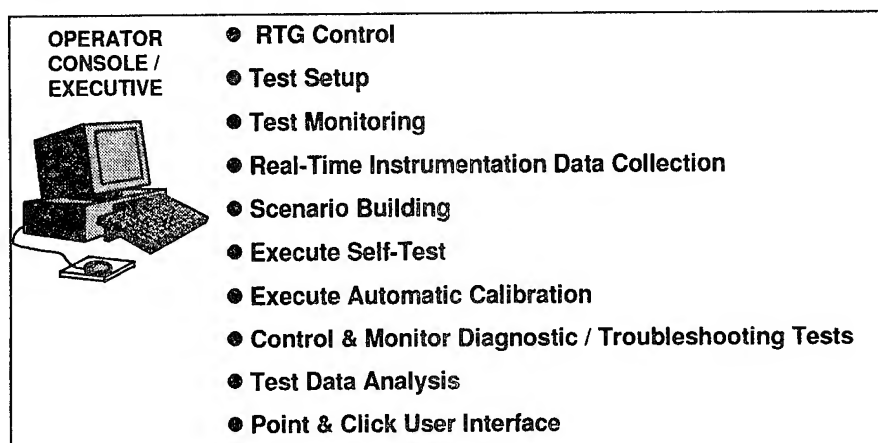 OPERATOR
CONSOLE /
EXECUTIVE
● RTG Control
● Test Setup
● Test Monitoring
● Real-Time Instrumentation Data Collection
● Scenario Building
● Execute Self-Test
● Execute Automatic Calibration
● Control & Monitor Diagnostic / Troubleshooting Tests
● Test Data Analysis
● Point & Click User Interface